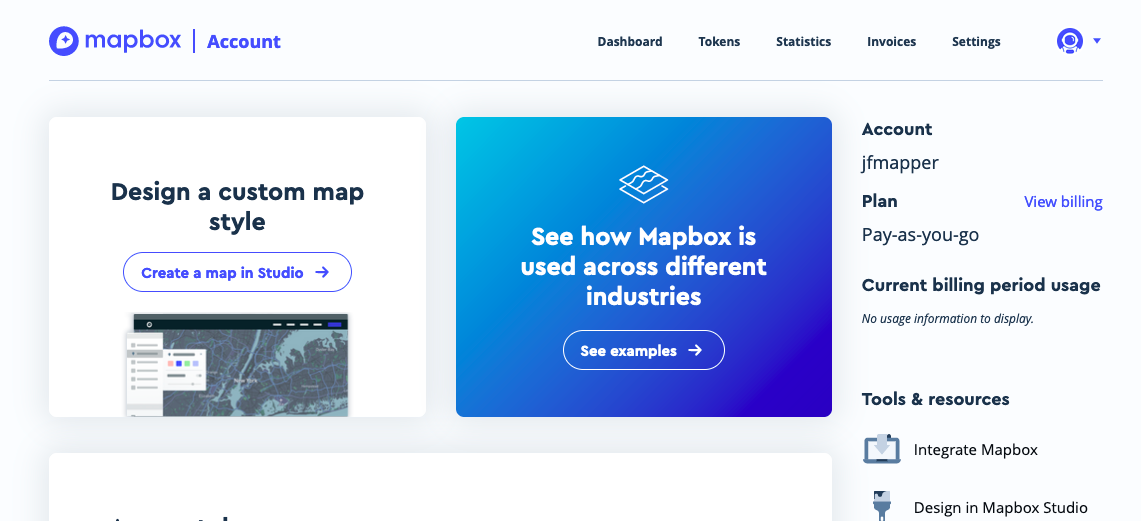 mapbox | Account
Dashboard
Tokens
Statistics
Invoices
Settings
Design a custom map
style
Create a map in Studio →
New York
See how Mapbox is
used across different
industries
See examples →
Account
jfmapper
Plan
View billing
Pay-as-you-go
Current billing period usage
No usage information to display.
Tools & resources
Integrate Mapbox
Design in Mapbox Studio